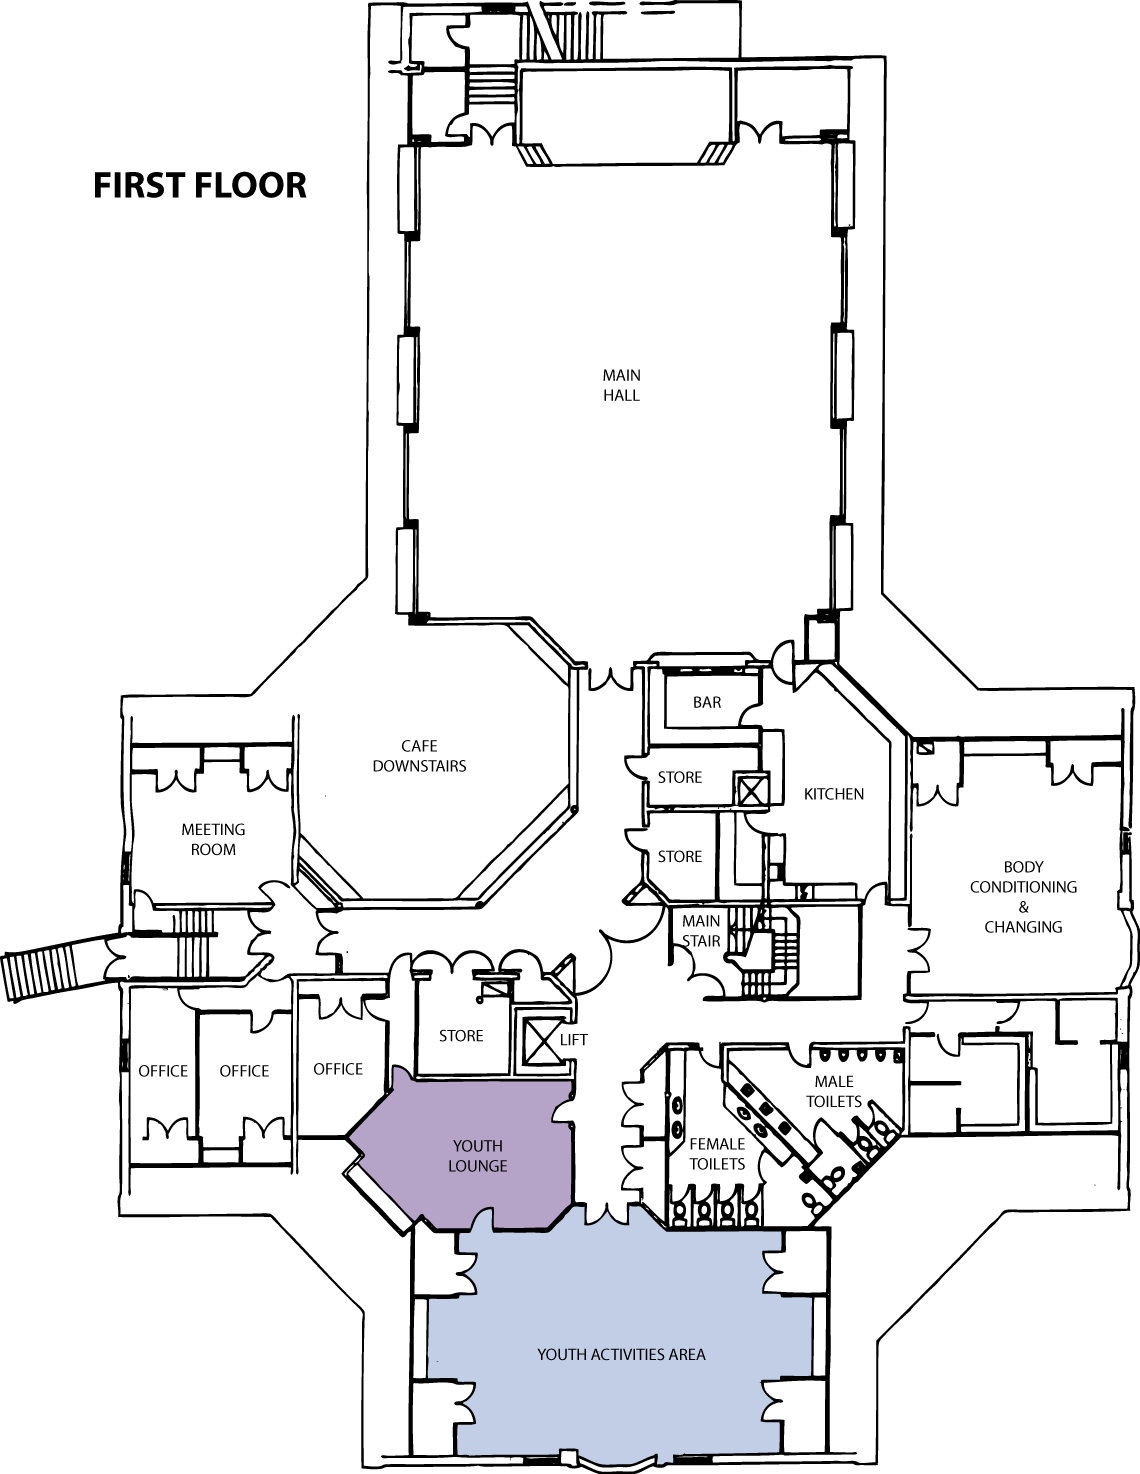 FIRST FLOOR
MAIN
HALL
BAR
CAFE
DOWNSTAIRS
STORE
KITCHEN
MEETING
ROOM
STORE
BODY
CONDITIONING
&
CHANGING
MAIN
STAIR
STORE
LIFT
OFFICE
OFFICE
OFFICE
MALE
TOILETS
YOUTH
LOUNGE
FEMALE
TOILETS
YOUTH ACTIVITIES AREA